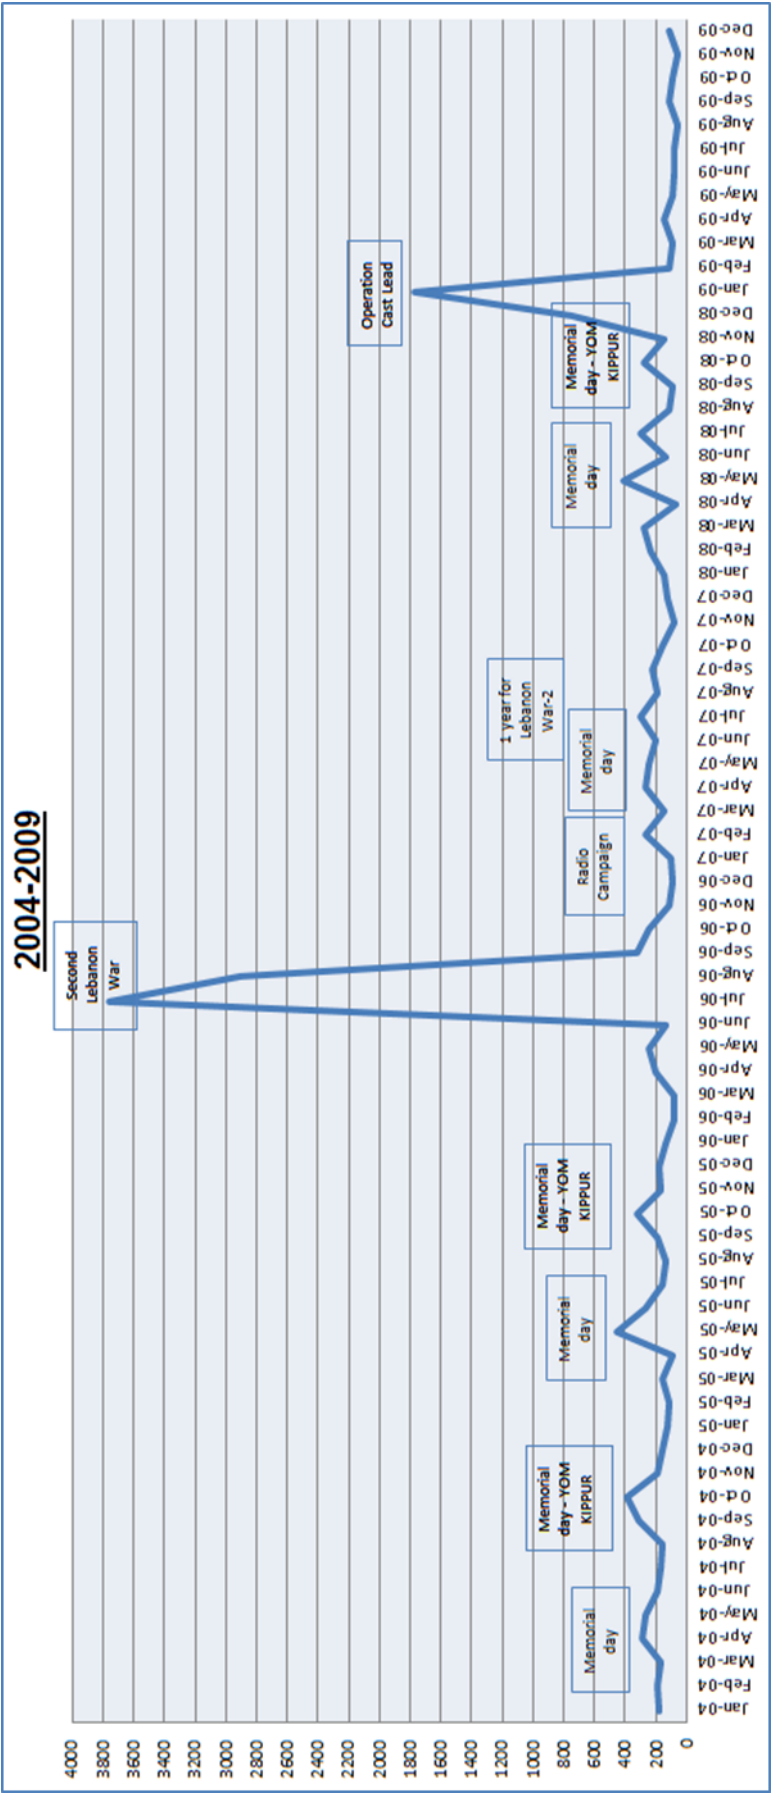 2004-2009
4000
3800
3600
3400
3200
3000
2800
2600
2400
2200
2000
1800
1600
1400
1200
1000
800
600
400
200
0
Memorial
day
Memorial
day – YOM
KIPPUR
Memorial
day
Memorial
day – YOM
KIPPUR
Second
Lebanon
War
Radio
Campaign
Memorial
day
1 year for
Lebanon
War-2
Memorial
day
Memorial
day – YOM
KIPPUR
Operation
Cast Lead
Jan-04
Feb-04
Mar-04
Apr-04
May-04
Jun-04
Jul-04
Aug-04
Sep-04
Oct-04
Nov-04
Dec-04
Jan-05
Feb-05
Mar-05
Apr-05
May-05
Jun-05
Jul-05
Aug-05
Sep-05
Oct-05
Nov-05
Dec-05
Jan-06
Feb-06
Mar-06
Apr-06
May-06
Jun-06
Jul-06
Aug-06
Sep-06
Oct-06
Nov-06
Dec-06
Jan-07
Feb-07
Mar-07
Apr-07
May-07
Jun-07
Jul-07
Aug-07
Sep-07
Oct-07
Nov-07
Dec-07
Jan-08
Feb-08
Mar-08
Apr-08
May-08
Jun-08
Jul-08
Aug-08
Sep-08
Oct-08
Nov-08
Dec-08
Jan-09
Feb-09
Mar-09
Apr-09
May-09
Jun-09
Jul-09
Aug-09
Sep-09
Oct-09
Nov-09
Dec-09